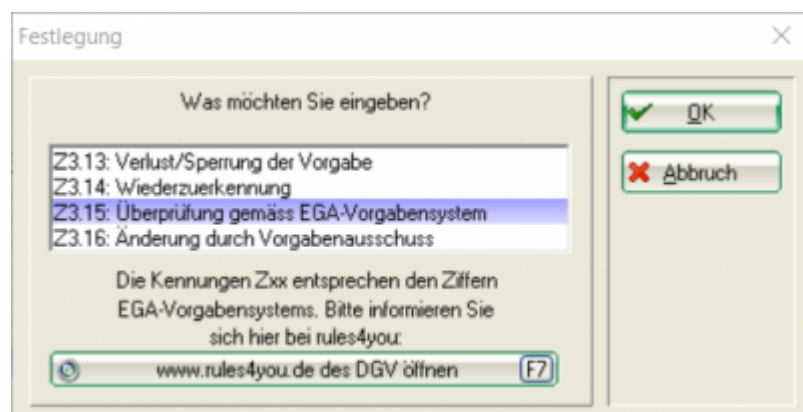 Festlegung
Was möchten Sie eingeben?
Z3.13: Verlust/Sperrung der Vorgabe
Z3.14: Wiederzuerkennung
Z3.15: Überprüfung gemäss EGA-Vorgabensystem
Z3.16: Änderung durch Vorgabenausschuss
Die Kennungen Zxx entsprechen den Ziffern
EGA-Vorgabensystems. Bitte informieren Sie
sich hier bei rules4you:
www.rules4you.de des DGV öffnen F7
OK
Abbruch